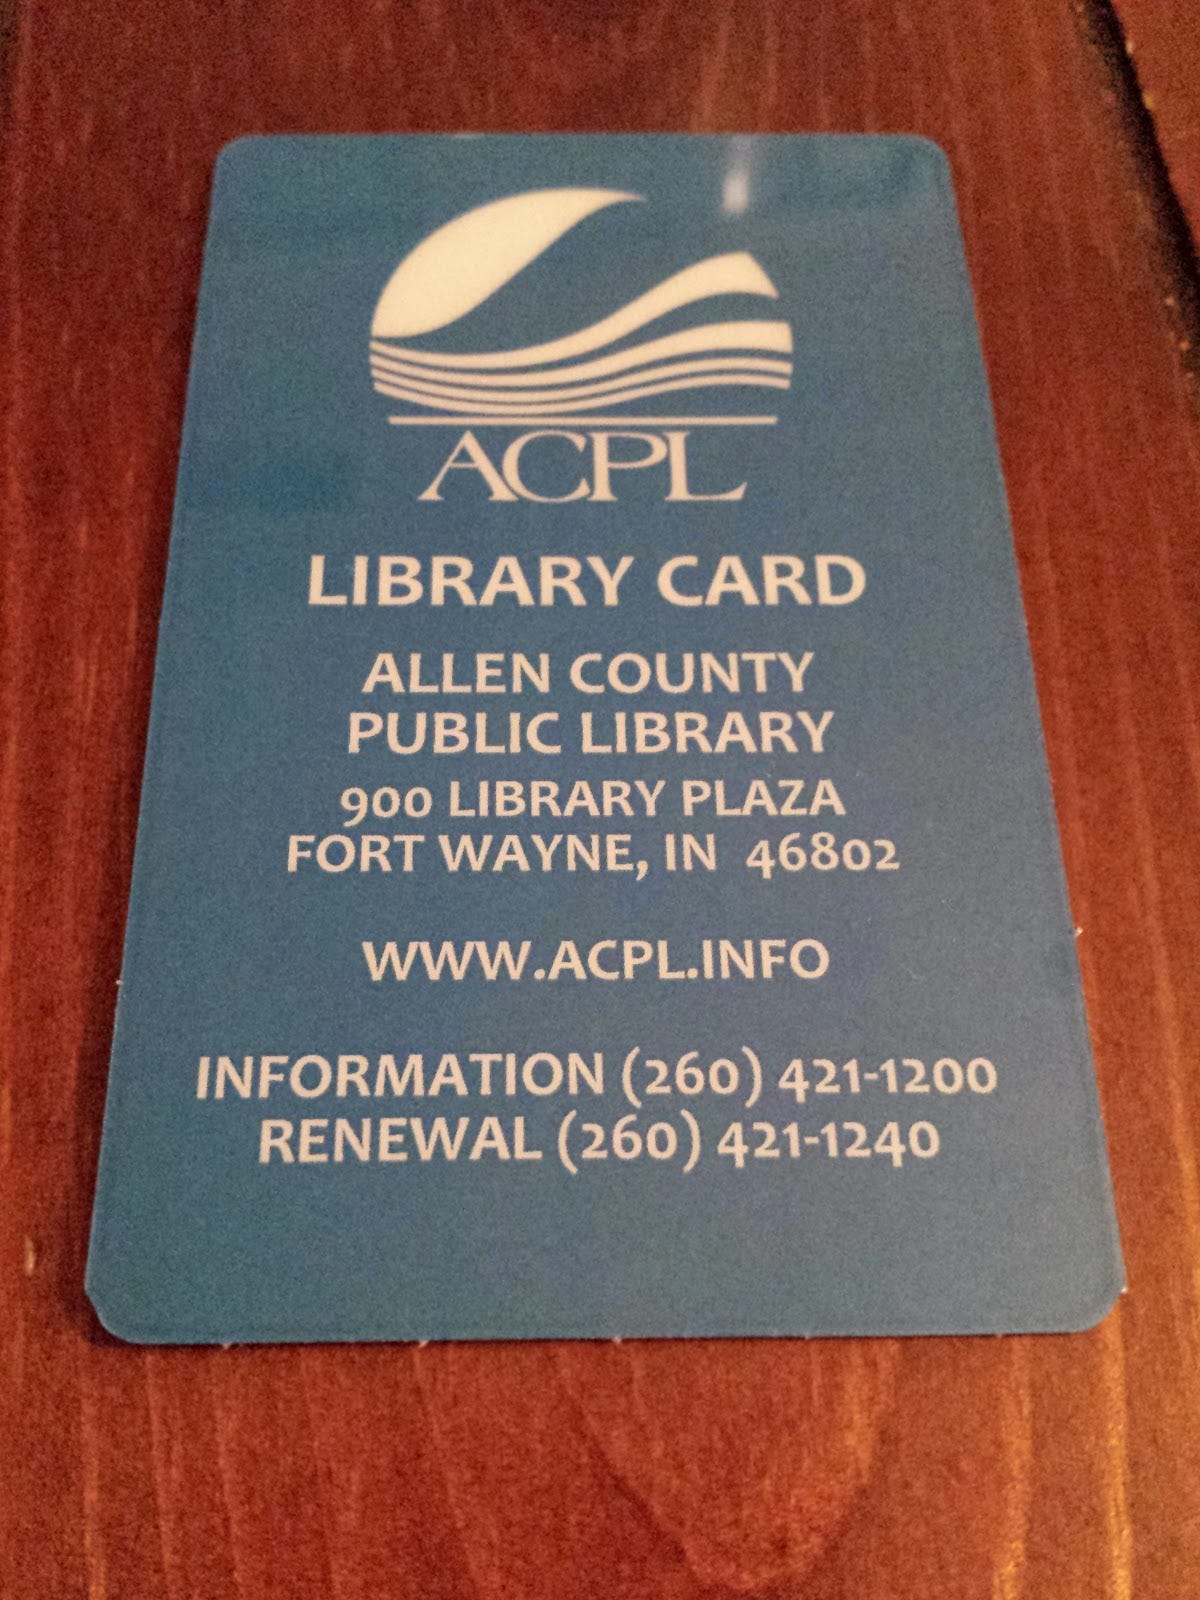 ACPL
LIBRARY CARD
ALLEN COUNTY
PUBLIC LIBRARY
900 LIBRARY PLAZA
FORT WAYNE, IN 46802
WWW.ACPL.INFO
INFORMATION (260) 421-1200
RENEWAL (260) 421-1240